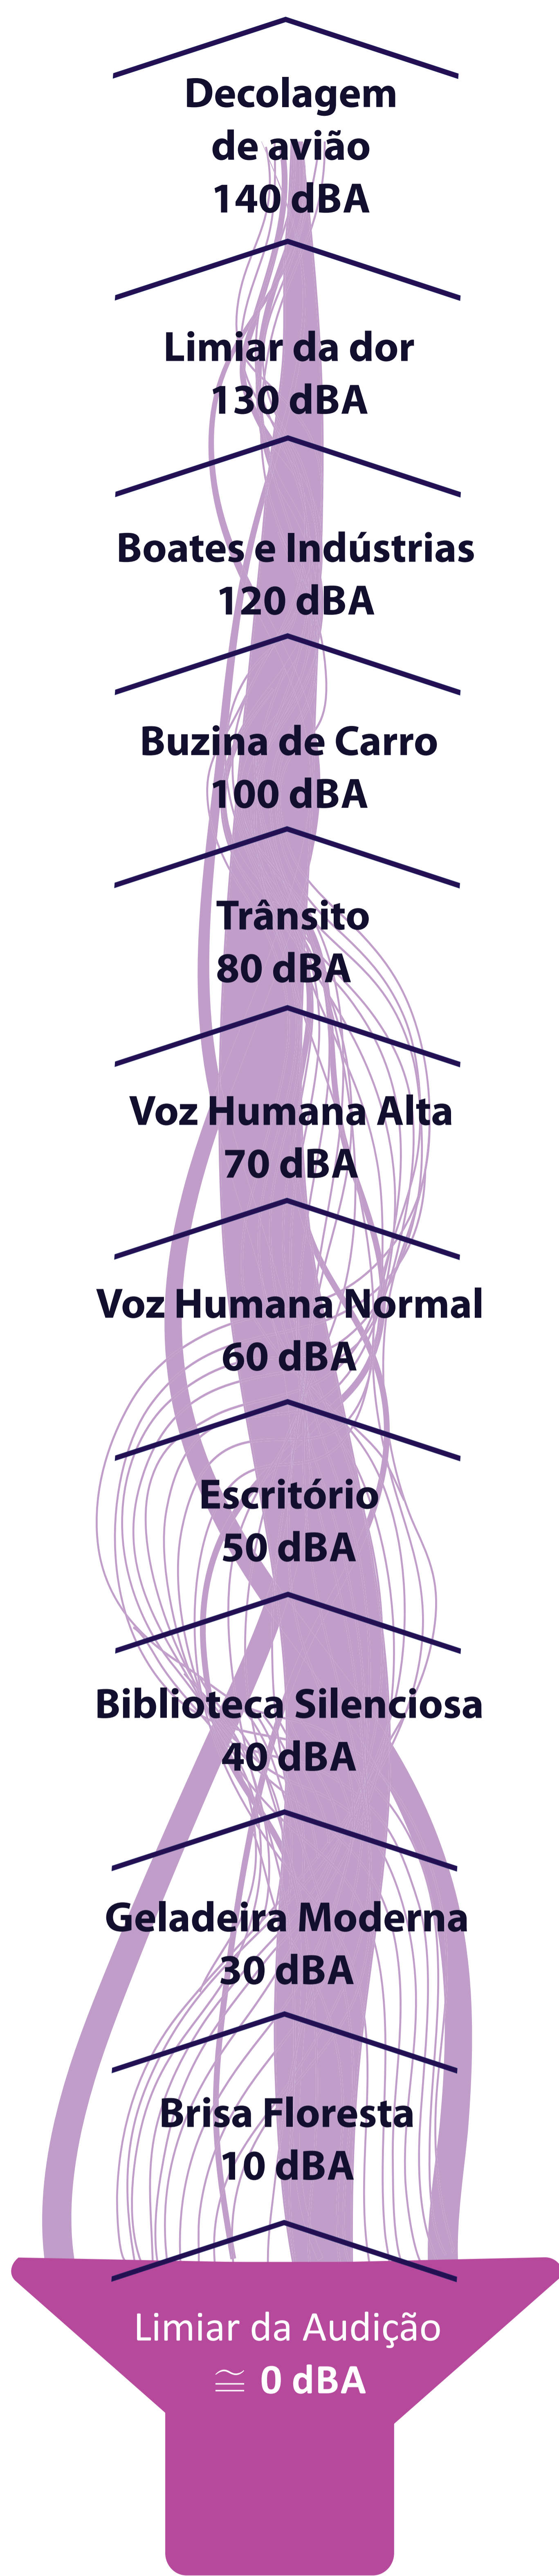 Decolagem
de avião
140 dBA
Limiar da dor
130 dBA
Boates e Indústrias
120 dBA
Buzina de Carro
100 dBA
Trânsito
80 dBA
Voz Humana Alta
70 dBA
Voz Humana Normal
60 dBA
Escritório
50 dBA
Biblioteca Silenciosa
40 dBA
Geladeira Moderna
30 dBA
Brisa Floresta
10 dBA
Limiar da Audição
≅ 0 dBA